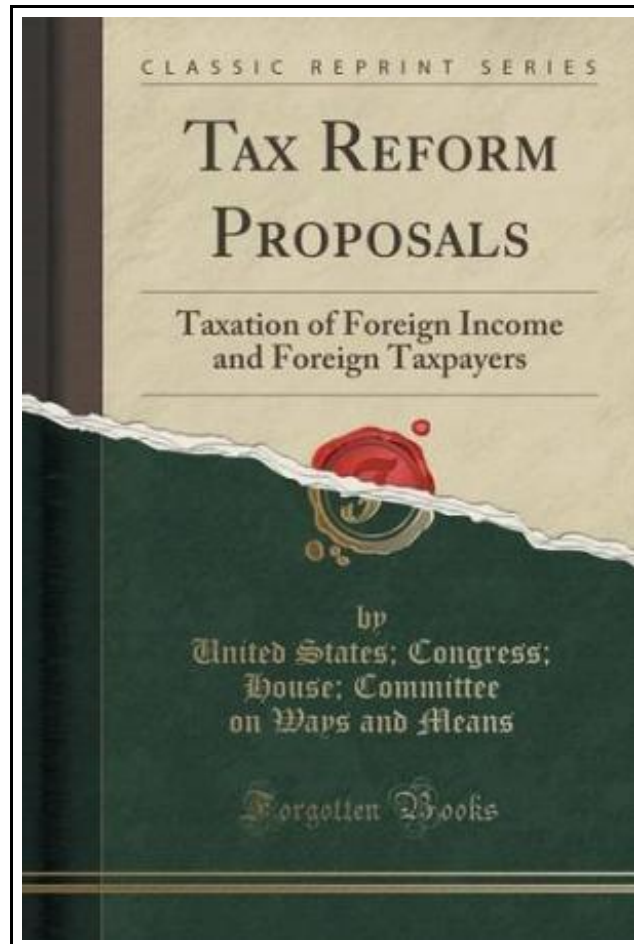 CLASSIC REPRINT SERIES
TAX REFORM
PROPOSALS
Taxation of Foreign Income
and Foreign Taxpayers
by
United States; Congress;
House; Committee
on Ways and Means
Forgotten Books